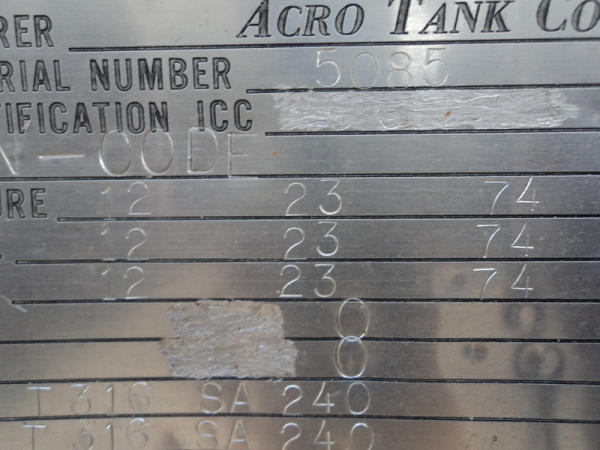 RER ACRO TANK CO
RIAL NUMBER 5085
TIFICATION ICC
N-CODE
URE 12 23 74
12 23 74
12 23 74
0
0
T 316 SA 240
T 316 SA 240